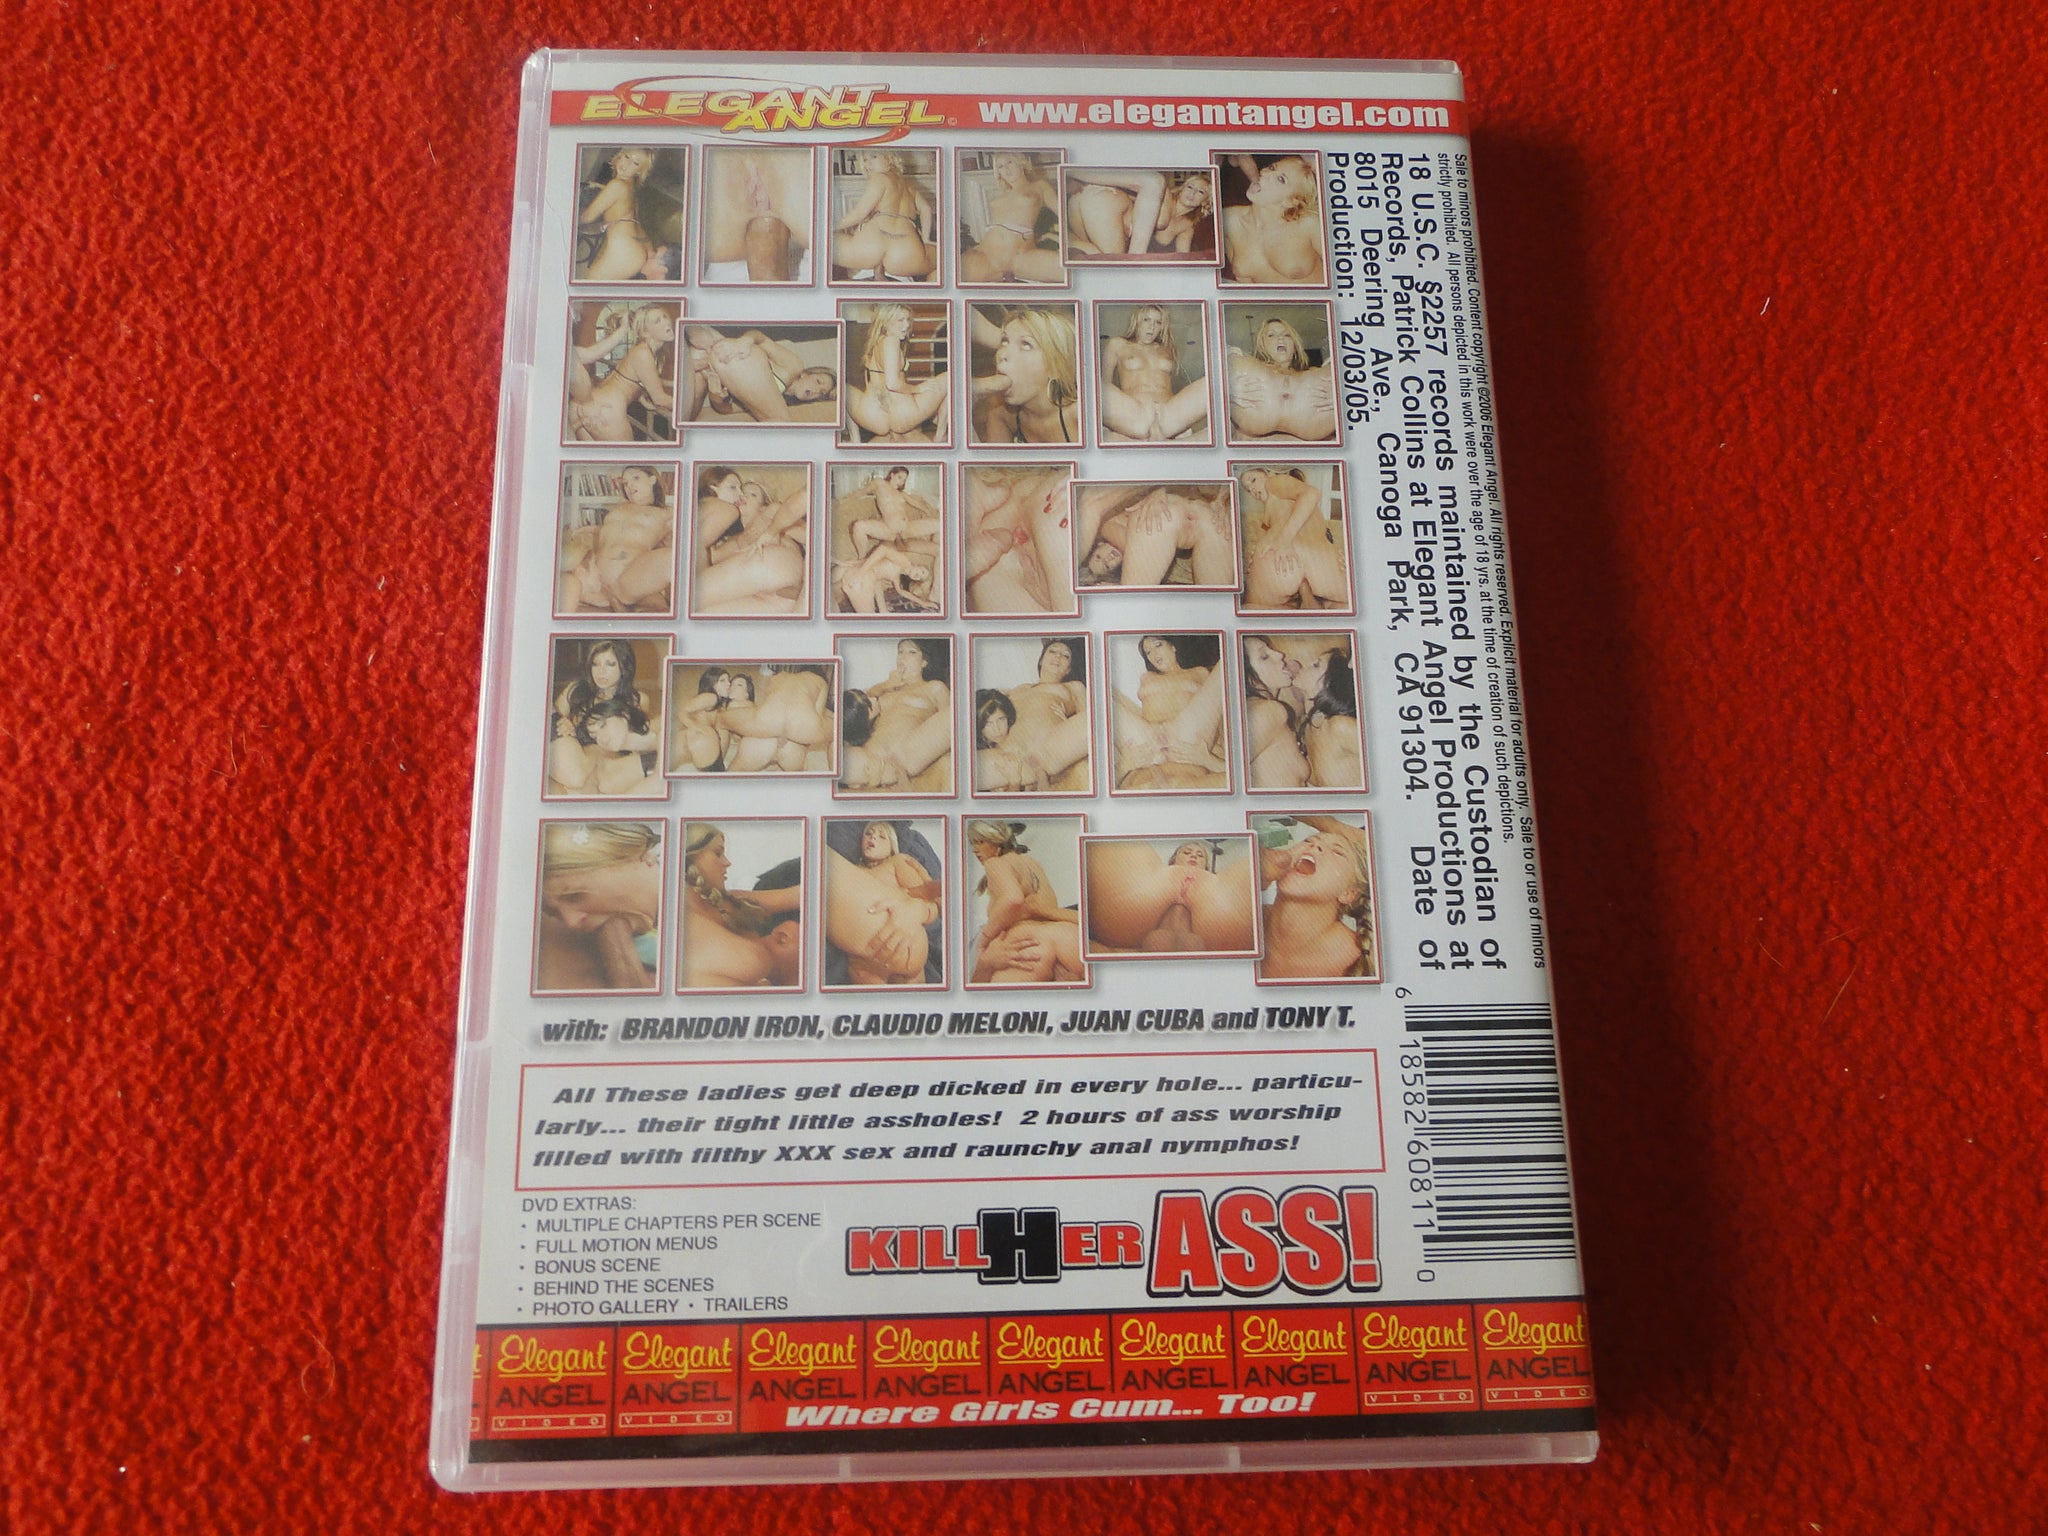 ELEGANT
ANGEL ©
www.elegantangel.com
Sale to minors prohibited. Content copyright ©2006 Elegant Angel. All rights reserved. Explicit material for adults only. Sale to or use of minors
strictly prohibited. All persons depicted in this work were over the age of 18 yrs. at the time of creation of such depictions.
18 U.S.C. §2257 records maintained by the Custodian of
Records, Patrick Collins at Elegant Angel Productions at
8015 Deering Ave., Canoga Park, CA 91304. Date of
Production: 12/03/05.
with: BRANDON IRON, CLAUDIO MELONI, JUAN CUBA and TONY T.
All These ladies get deep dicked in every hole... particu-
larly... their tight little assholes! 2 hours of ass worship
filled with filthy XXX sex and raunchy anal nymphos!
DVD EXTRAS:
• MULTIPLE CHAPTERS PER SCENE
• FULL MOTION MENUS
• BONUS SCENE
• BEHIND THE SCENES
• PHOTO GALLERY • TRAILERS
KILL HER ASS!
6 18582 60811 0
Elegant Elegant Elegant Elegant Elegant Elegant Elegant Elegant Elegant
ANGEL ANGEL ANGEL ANGEL ANGEL ANGEL ANGEL ANGEL ANGEL
VIDEO VIDEO VIDEO VIDEO
Where Girls Cum... Too!